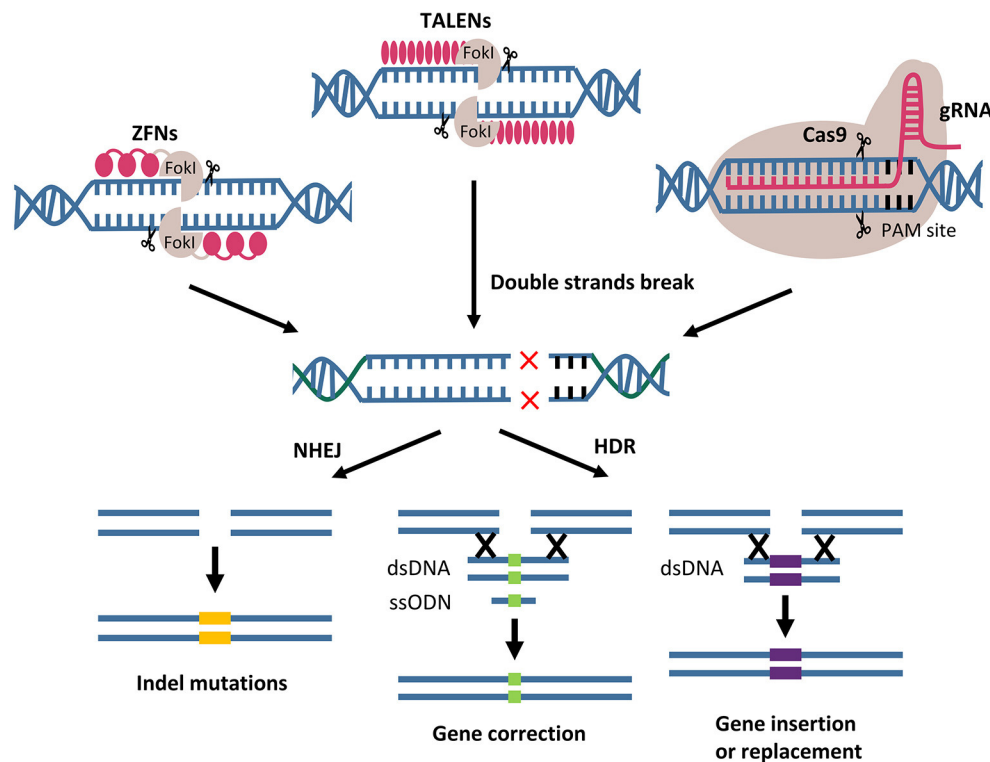 TALENs
FokI
FokI
ZFNs
FokI
FokI
gRNA
Cas9
PAM site
Double strands break
NHEJ
HDR
dsDNA
ssODN
dsDNA
Indel mutations
Gene correction
Gene insertion
or replacement